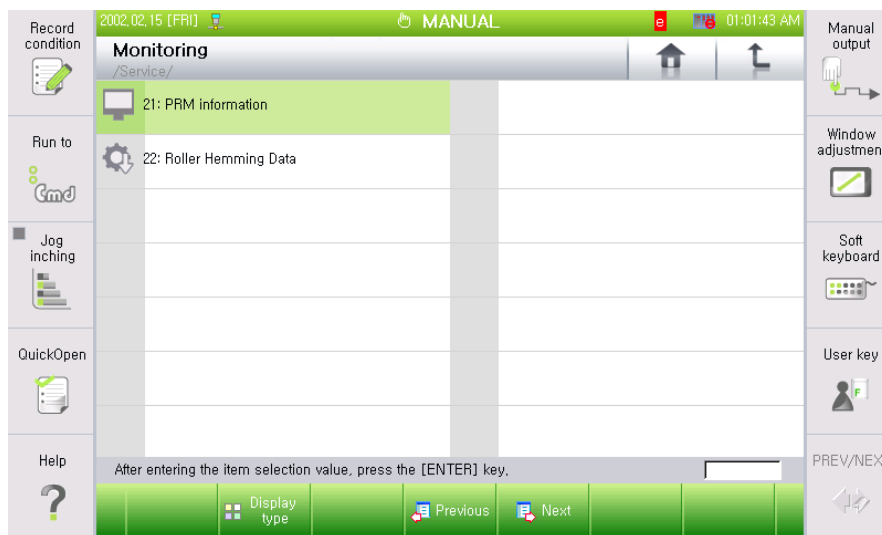 Record
condition
Run to
Cmd
Jog
inching
QuickOpen
Help
?
2002.02.15 [FRI]
MANUAL
e
01:01:43 AM
Monitoring
/Service/
21: PRM information
22: Roller Hemming Data
After entering the item selection value, press the [ENTER] key.
Display
type
Previous
Next
Manual
output
Window
adjustmen
Soft
keyboard
User key
F
PREV/NEX